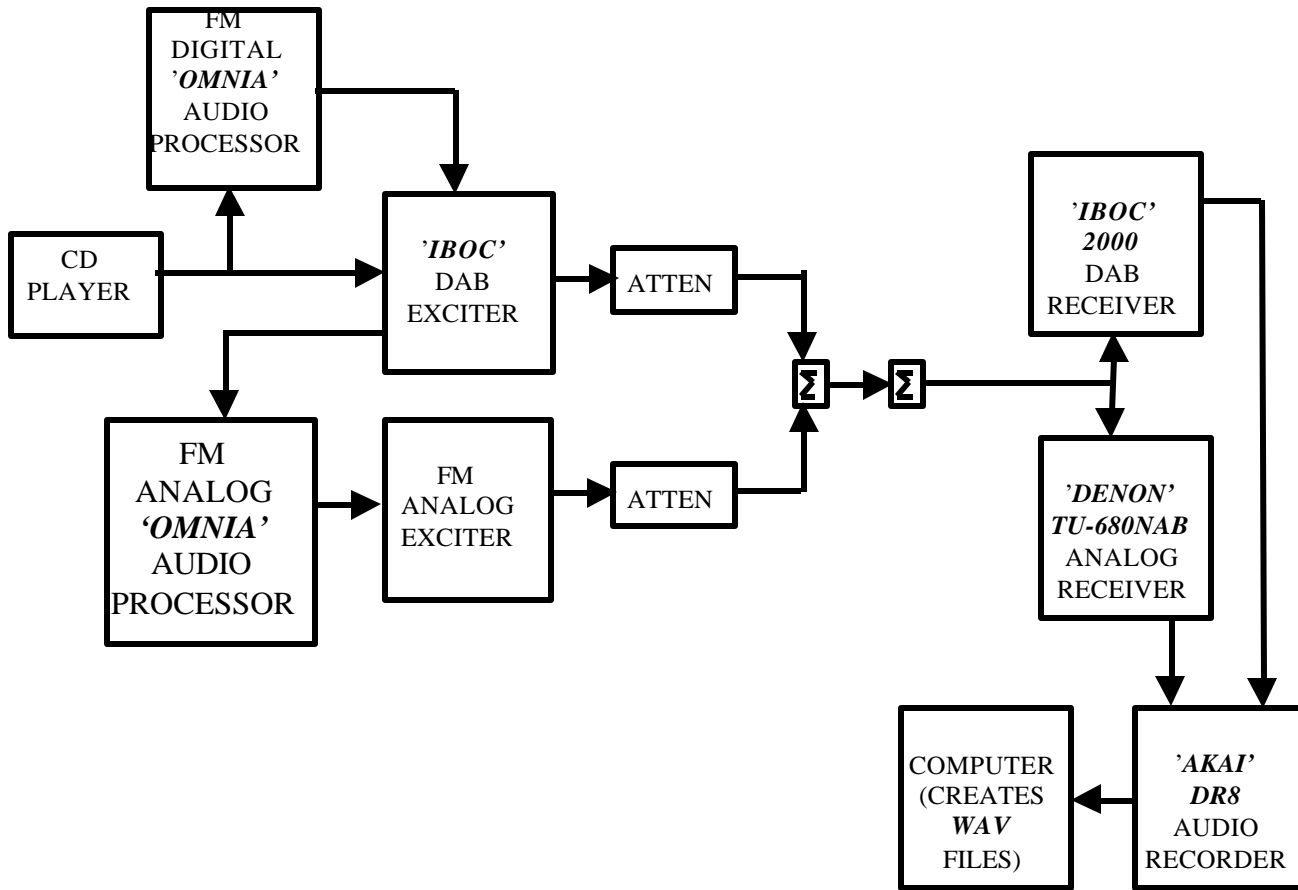 FM
DIGITAL
’OMNIA’
AUDIO
PROCESSOR
CD
PLAYER
’IBOC’
DAB
EXCITER
ATTEN
FM
ANALOG
‘OMNIA’
AUDIO
PROCESSOR
FM
ANALOG
EXCITER
ATTEN
Σ
Σ
’IBOC’
2000
DAB
RECEIVER
’DENON’
TU-680NAB
ANALOG
RECEIVER
COMPUTER
(CREATES
WAV
FILES)
’AKAI’
DR8
AUDIO
RECORDER